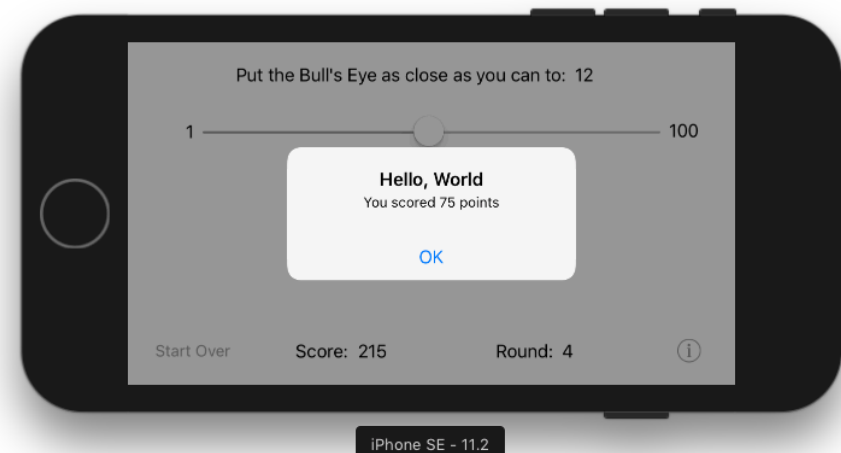 Put the Bull's Eye as close as you can to: 12
1 100
Hello, World
You scored 75 points
OK
Start Over Score: 215 Round: 4
iPhone SE - 11.2